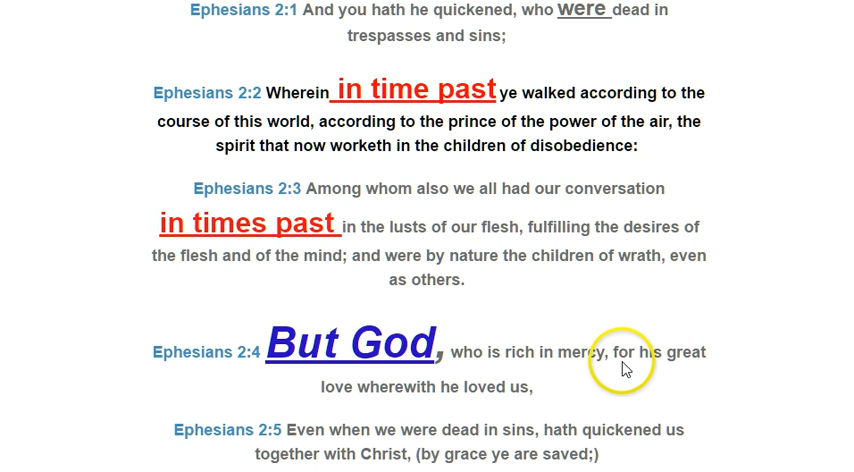 Ephesians 2:1 And you hath he quickened, who were dead in
trespasses and sins;
Ephesians 2:2 Wherein in time past ye walked according to the
course of this world, according to the prince of the power of the air, the
spirit that now worketh in the children of disobedience:
Ephesians 2:3 Among whom also we all had our conversation
in times past in the lusts of our flesh, fulfilling the desires of
the flesh and of the mind; and were by nature the children of wrath, even
as others.
Ephesians 2:4 But God, who is rich in mercy, for his great
love wherewith he loved us,
Ephesians 2:5 Even when we were dead in sins, hath quickened us
together with Christ, (by grace ye are saved;)